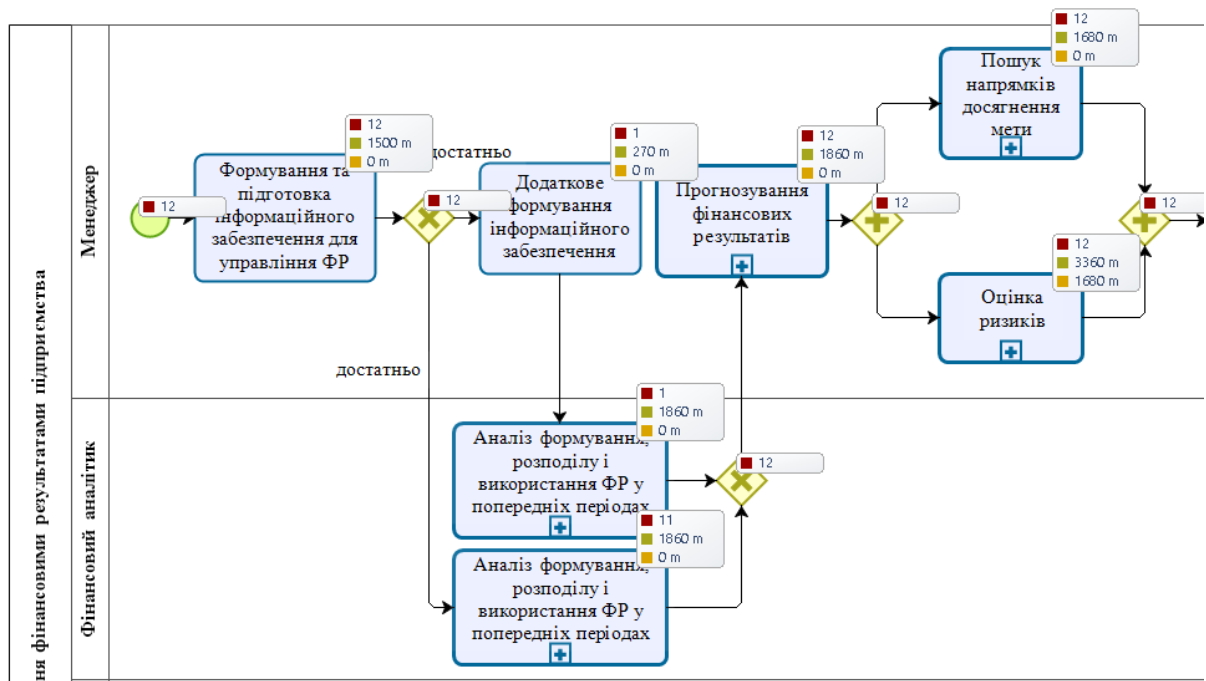 ня фінансовими результатами підприємства
Менеджер
12
Формування та
підготовка
інформаційного
забезпечення для
управління ФР
12
1500 m
0 m
достатньо
12
Додаткове
формування
інформаційного
забезпечення
1
270 m
0 m
Прогнозування
фінансових
результатів
12
1860 m
0 m
12
Пошук
напрямків
досягнення
мети
12
1680 m
0 m
Оцінка
ризиків
12
3360 m
1680 m
12
достатньо
Фінансовий аналітик
Аналіз формування,
розподілу і
використання ФР у
попередніх періодах
1
1860 m
0 m
12
Аналіз формування,
розподілу і
використання ФР у
попередніх періодах
11
1860 m
0 m